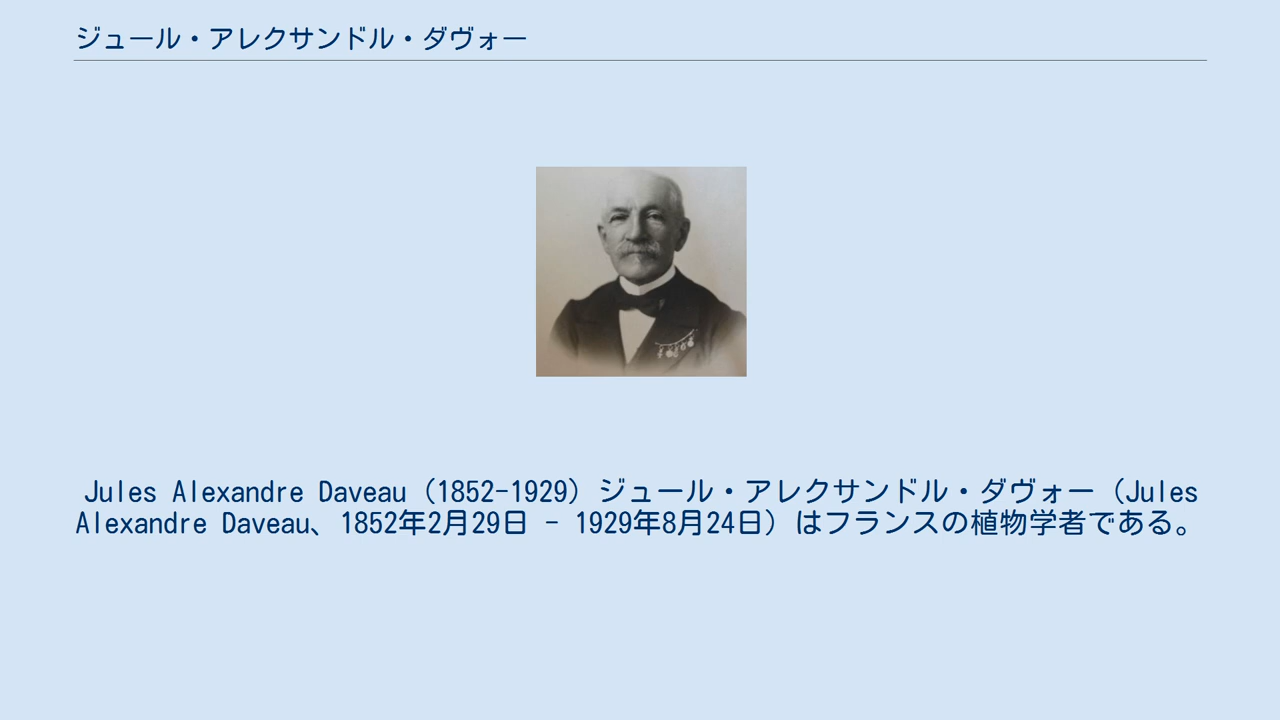 ジュール・アレクサンドル・ダヴォー
Jules Alexandre Daveau (1852-1929) ジュール・アレクサンドル・ダヴォー（Jules
Alexandre Daveau、1852年2月29日 - 1929年8月24日）はフランスの植物学者である。